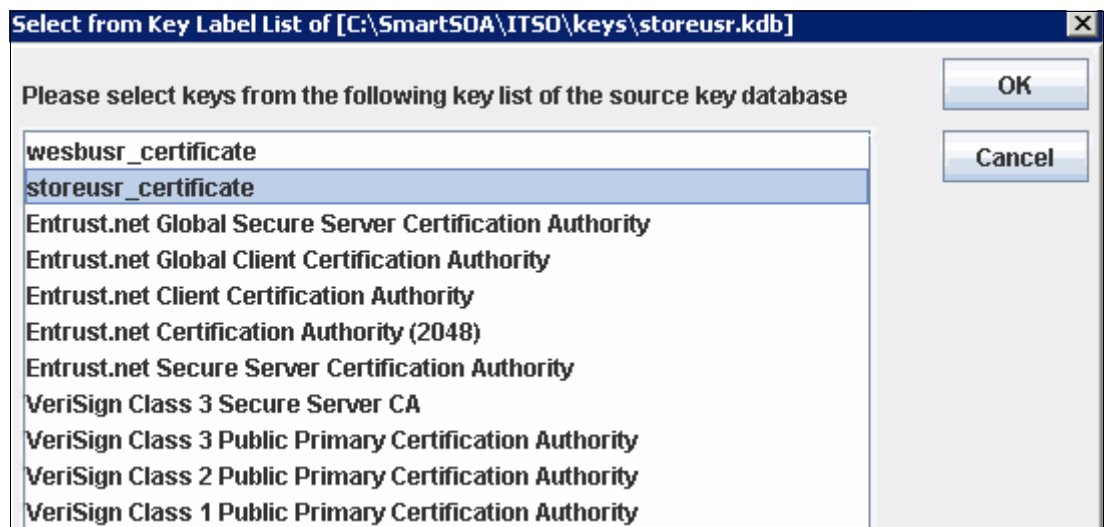 Select from Key Label List of [C:\SmartSOA\ITSO\keys\storeusr.kdb]
Please select keys from the following key list of the source key database
OK
Cancel
wesbusr_certificate
storeusr_certificate
Entrust.net Global Secure Server Certification Authority
Entrust.net Global Client Certification Authority
Entrust.net Client Certification Authority
Entrust.net Certification Authority (2048)
Entrust.net Secure Server Certification Authority
VeriSign Class 3 Secure Server CA
VeriSign Class 3 Public Primary Certification Authority
VeriSign Class 2 Public Primary Certification Authority
VeriSign Class 1 Public Primary Certification Authority